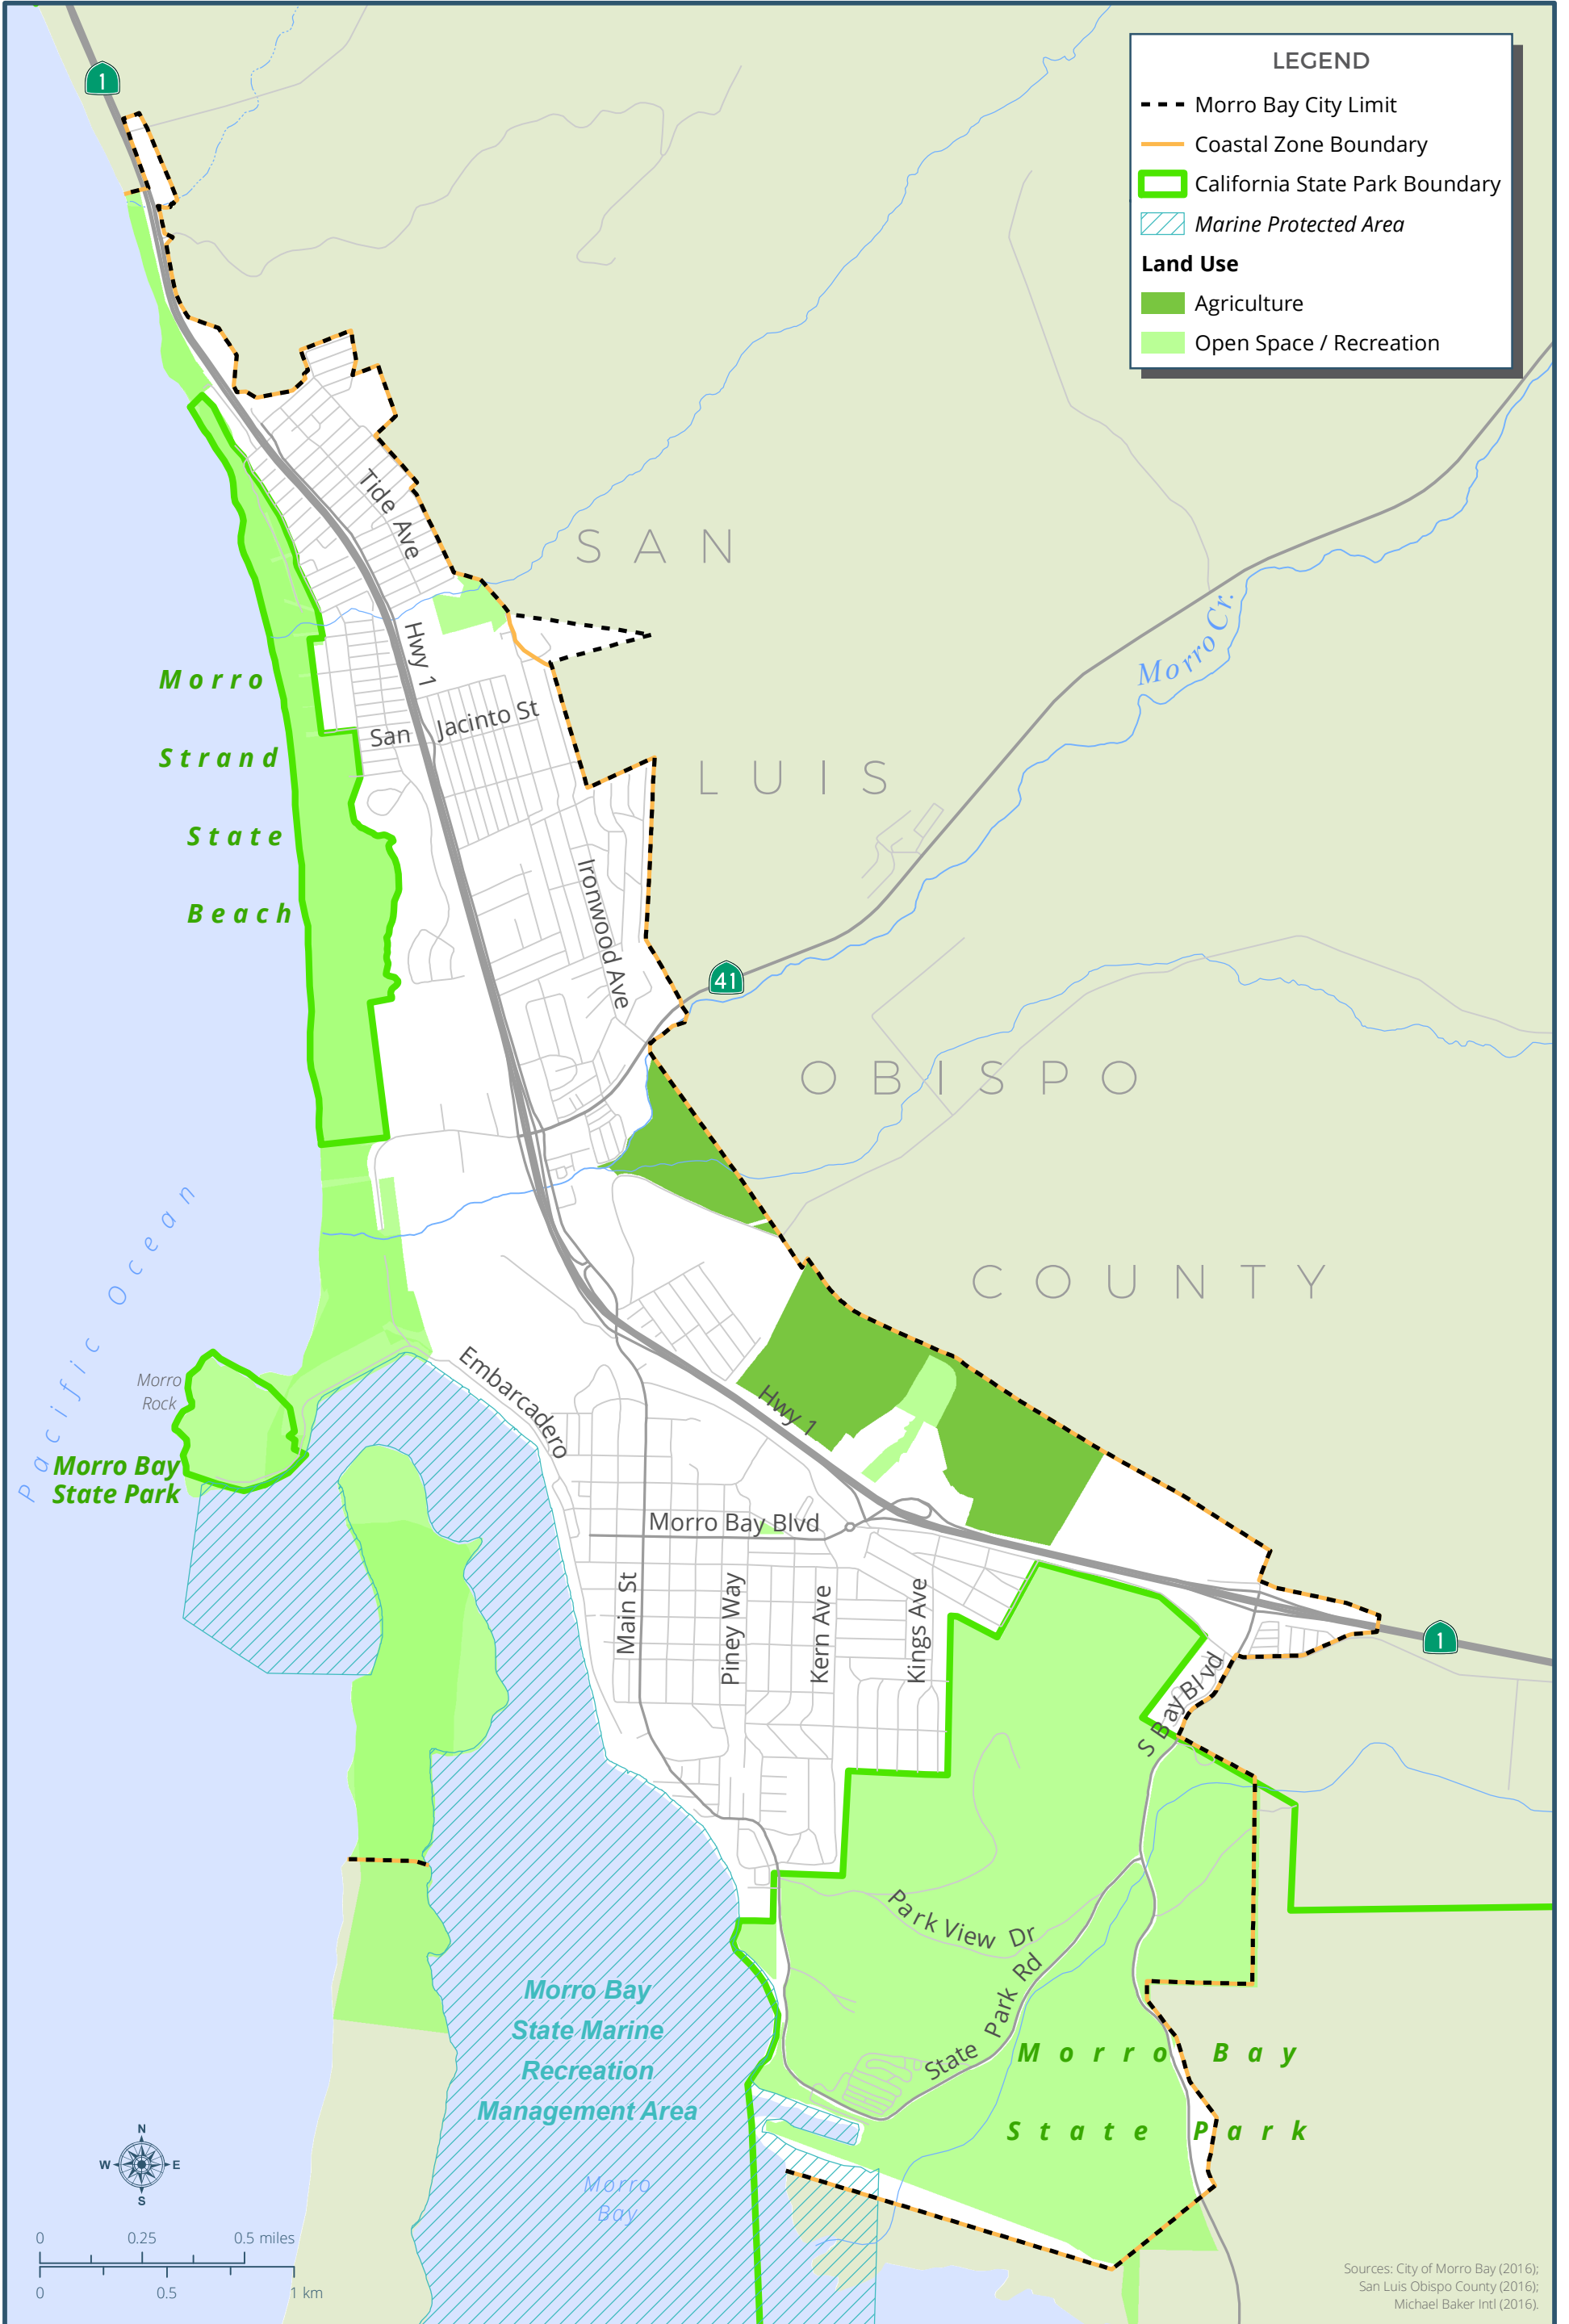 LEGEND
Morro Bay City Limit
Coastal Zone Boundary
California State Park Boundary
Marine Protected Area
Land Use
Agriculture
Open Space / Recreation
1
Tide Ave
SAN
Hwy 1
Morro Cr.
Morro
San Jacinto St
Strand
LUIS
State
Beach
Ironwood Ave
41
OBISPO
Pacific Ocean
COUNTY
Embarcadero
Morro
Rock
Hwy 1
Morro Bay
State Park
Morro Bay Blvd
Main St
Piney Way
Kern Ave
Kings Ave
1
S Bay Blvd
Park View Dr
State Park Rd
Morro Bay
State Marine
Recreation
Management Area
Morro Bay
State Park
Morro
Bay
N
W E
S
0 0.25 0.5 miles
0 0.5 1 km
Sources: City of Morro Bay (2016);
San Luis Obispo County (2016);
Michael Baker Intl (2016).